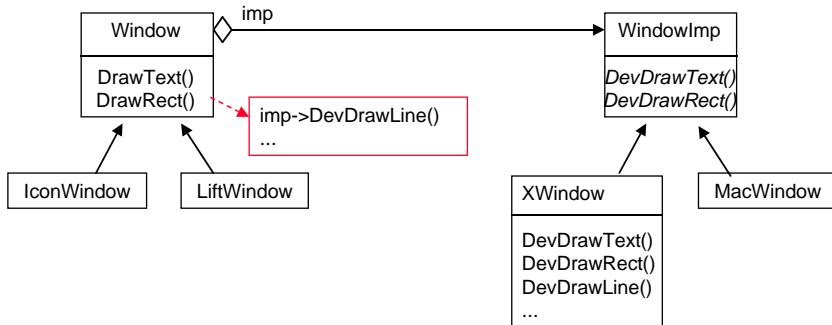 imp
Window
DrawText()
DrawRect()
WindowImp
DevDrawText()
DevDrawRect()
imp->DevDrawLine()
...
IconWindow
LiftWindow
XWindow
DevDrawText()
DevDrawRect()
DevDrawLine()
...
MacWindow